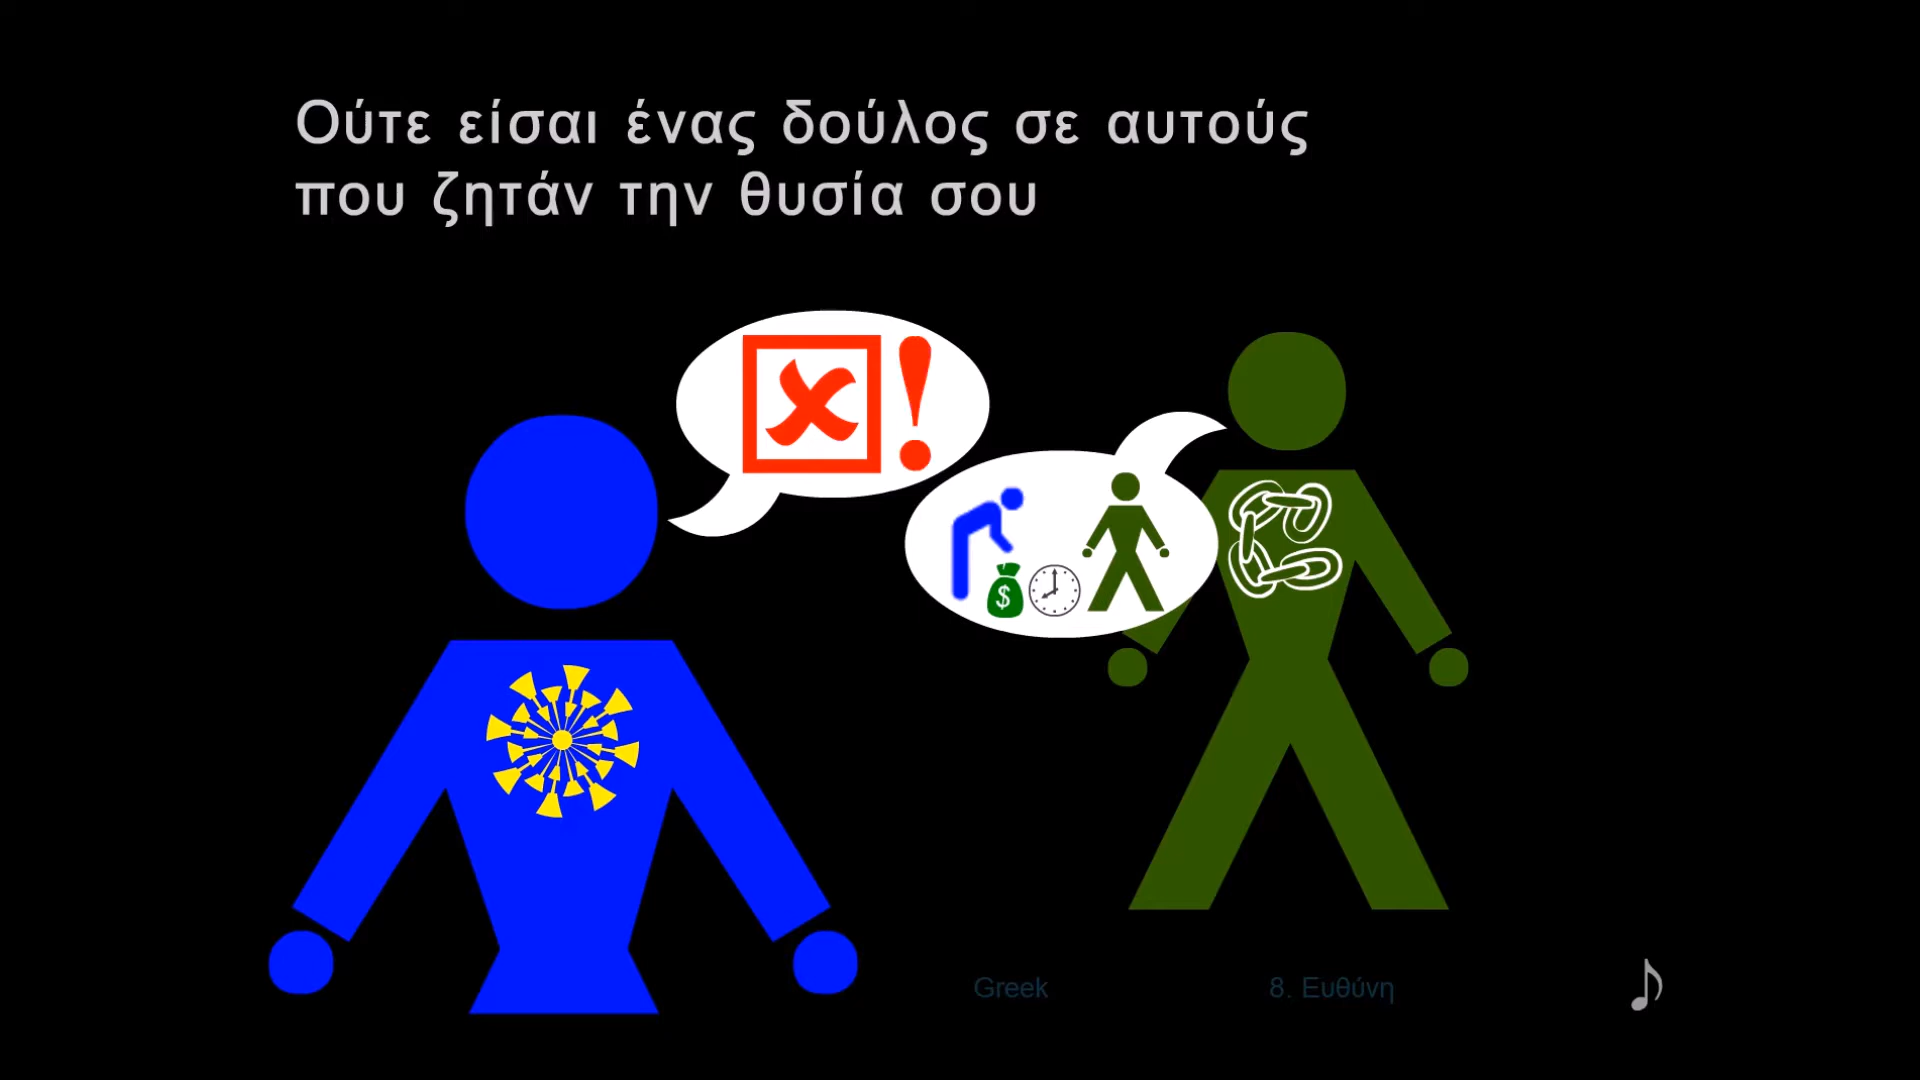 Ούτε είσαι ένας δούλος σε αυτούς
που ζητάν την θυσία σου
!
$
Greek
8. Ευθύνη